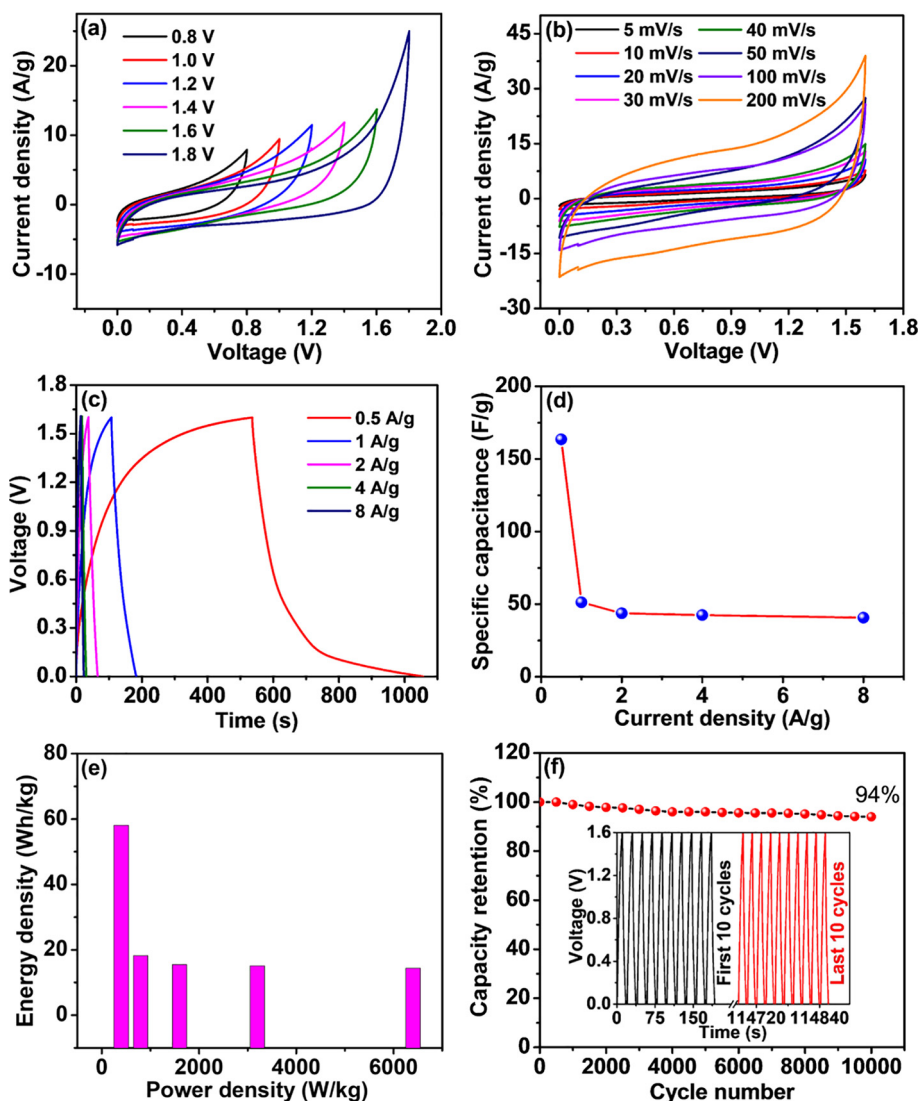 (a)
0.8 V
1.0 V
1.2 V
1.4 V
1.6 V
1.8 V
20
10
0
-10
0.0 0.4 0.8 1.2 1.6 2.0
Current density (A/g)
Voltage (V)
(b)
5 mV/s 40 mV/s
10 mV/s 50 mV/s
20 mV/s 100 mV/s
30 mV/s 200 mV/s
45
30
15
0
-15
-30
0.0 0.3 0.6 0.9 1.2 1.5 1.8
Current density (A/g)
Voltage (V)
(c)
0.5 A/g
1 A/g
2 A/g
4 A/g
8 A/g
1.8
1.5
1.2
0.9
0.6
0.3
0.0
0 200 400 600 800 1000
Voltage (V)
Time (s)
(d)
200
150
100
50
0
0 2 4 6 8
Specific capacitance (F/g)
Current density (A/g)
(e)
80
60
40
20
0
0 2000 4000 6000
Energy density (Wh/kg)
Power density (W/kg)
(f)
94%
120
100
80
60
40
20
0
0 2000 4000 6000 8000 10000
Capacity retention (%)
Cycle number
1.6
1.2
0.8
0.4
0.0
Voltage (V)
First 10 cycles
Last 10 cycles
0 75 150 114720 114840
Time (s)